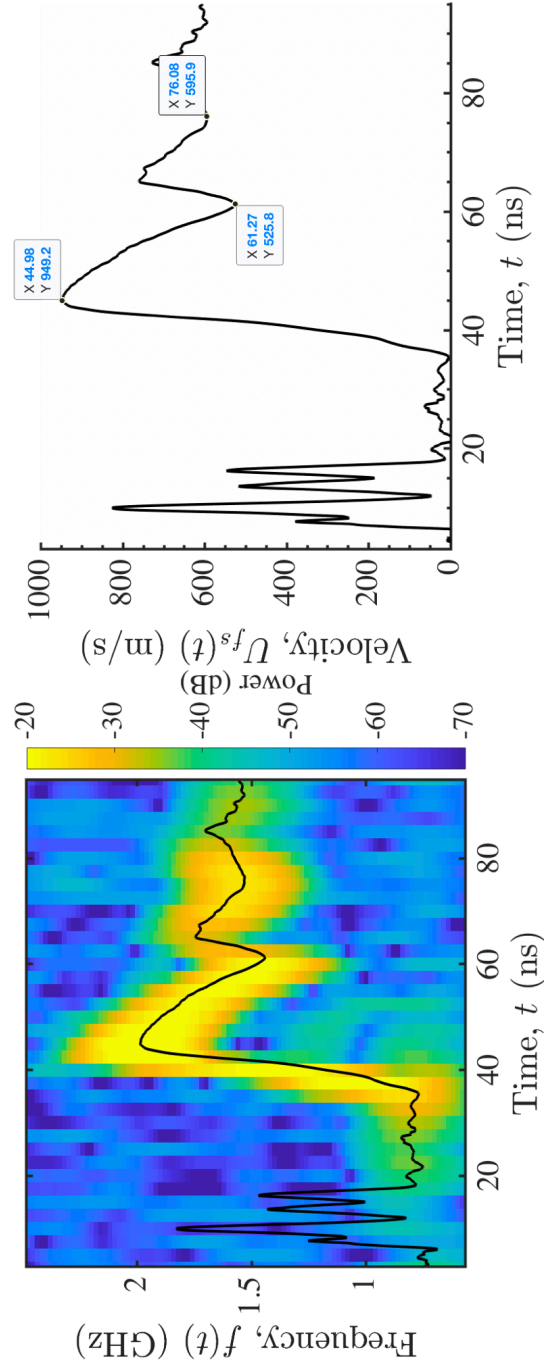 Frequency, f(t) (GHz)
2
1.5
1
20
40
60
80
Time, t (ns)
-20
-30
-40
-50
-60
-70
Power (dB)
Velocity, U_fs(t) (m/s)
1000
800
600
400
200
0
20
40
60
80
Time, t (ns)
X 44.98
Y 949.2
X 61.27
Y 525.8
X 76.08
Y 595.9